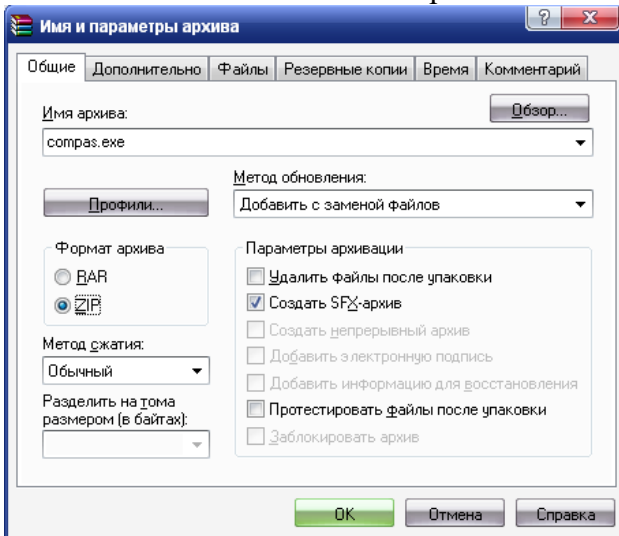 Имя и параметры архива
Общие Дополнительно Файлы Резервные копии Время Комментарий
Имя архива:
Обзор...
compas.exe
Метод обновления:
Профили...
Добавить с заменой файлов
Формат архива
Параметры архивации
RAR
Удалить файлы после упаковки
ZIP
Создать SFX-архив
Создать непрерывный архив
Метод сжатия:
Добавить электронную подпись
Обычный
Добавить информацию для восстановления
Разделить на тома
размером (в байтах):
Протестировать файлы после упаковки
Заблокировать архив
OK Отмена Справка